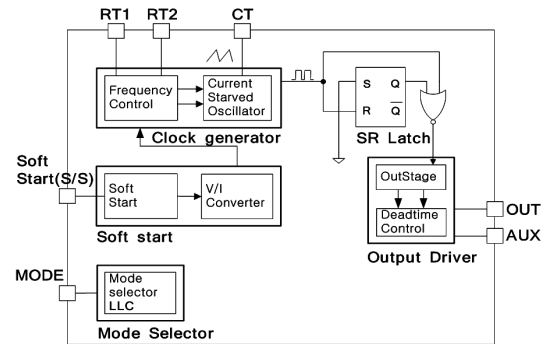 RT1 RT2 CT
Frequency
Control
Current
Starved
Oscillator
Clock generator
S Q
R Q
SR Latch
Soft
Start(S/S)
Soft
Start
V/I
Converter
Soft start
OutStage
Deadtime
Control
Output Driver
OUT
AUX
MODE
Mode
selector
LLC
Mode Selector